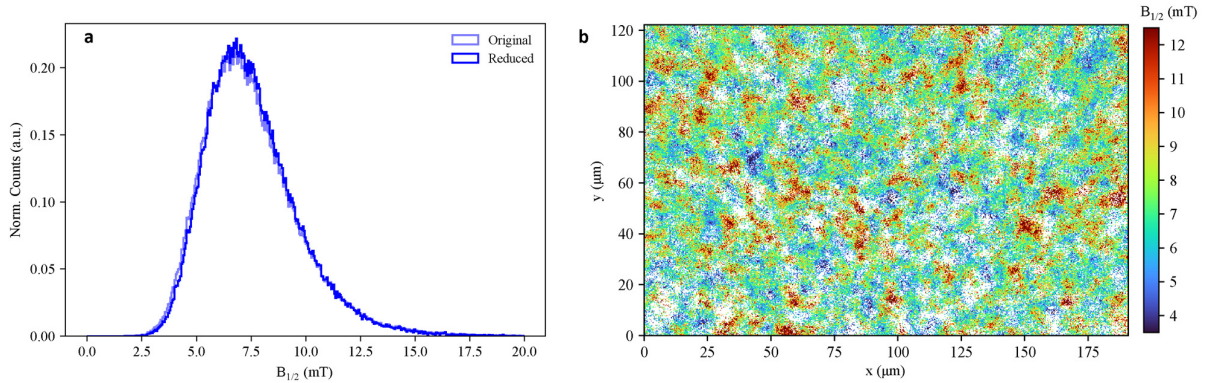 a
Original
Reduced
0.20
0.15
0.10
0.05
0.00
Norm. Counts (a.u.)
0.0 2.5 5.0 7.5 10.0 12.5 15.0 17.5 20.0
B1/2 (mT)
b
120
100
80
60
40
20
0
y (μm)
0 25 50 75 100 125 150 175
x (μm)
B1/2 (mT)
12
11
10
9
8
7
6
5
4